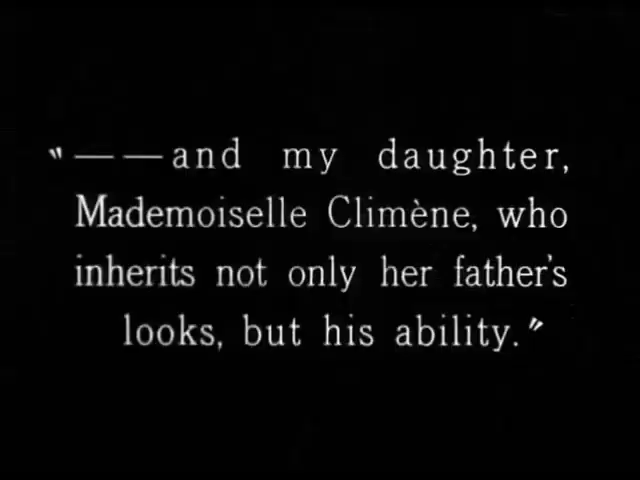 "——and my daughter,
Mademoiselle Climène, who
inherits not only her father's
looks, but his ability."